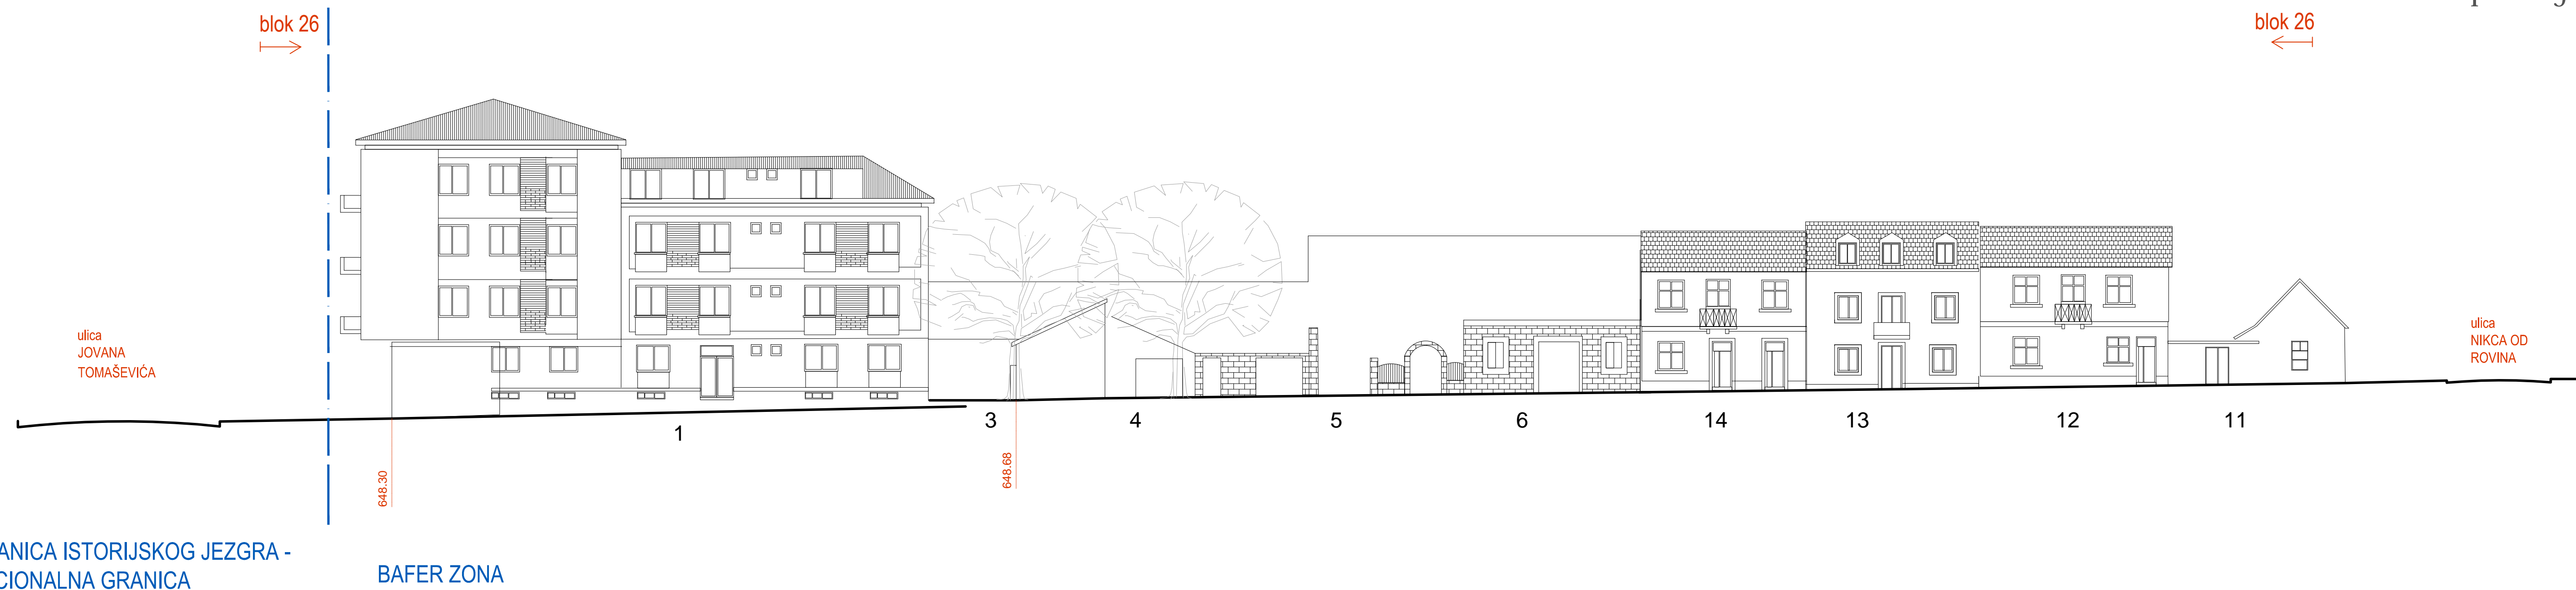 blok 26
blok 26
ulica
JOVANA
TOMAŠEVIĆA
ulica
NIKCA OD
ROVINA
1
3
4
5
6
14
13
12
11
648.30
648.68
ANICA ISTORIJSKOG JEZGRA -
CIONALNA GRANICA
BAFER ZONA